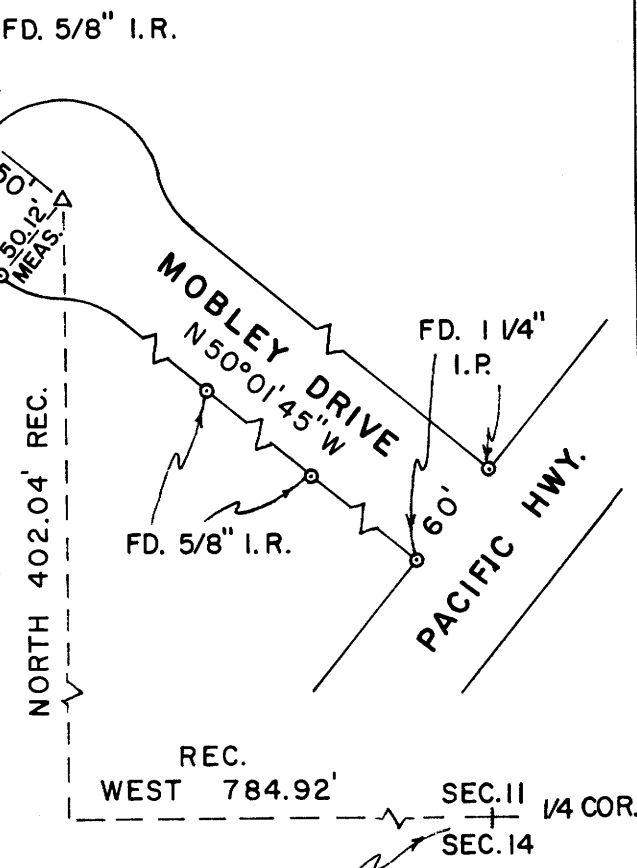 FD. 5/8" I.R.
50'
50.12'
MEAS.
MOBLEY DRIVE
N 50°01'45" W
FD. 1 1/4"
I.P.
60'
PACIFIC HWY.
FD. 5/8" I.R.
NORTH 402.04' REC.
REC.
WEST 784.92'
SEC. 11
1/4 COR.
SEC. 14